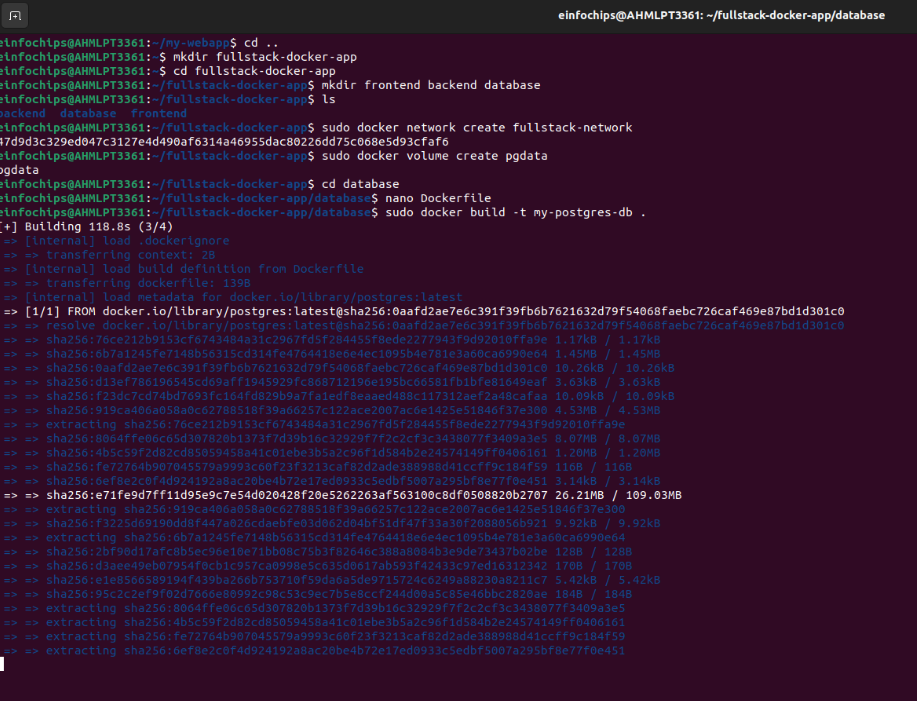 einfochips@AHMLPT3361: ~/fullstack-docker-app/database
einfochips@AHMLPT3361:~/my-webapp$ cd ..
einfochips@AHMLPT3361:~$ mkdir fullstack-docker-app
einfochips@AHMLPT3361:~$ cd fullstack-docker-app
einfochips@AHMLPT3361:~/fullstack-docker-app$ mkdir frontend backend database
einfochips@AHMLPT3361:~/fullstack-docker-app$ ls
backend database frontend
einfochips@AHMLPT3361:~/fullstack-docker-app$ sudo docker network create fullstack-network
47d9d3c329ed047c3127e4d490af6314a46955dac80226dd75c068e5d93cfaf6
einfochips@AHMLPT3361:~/fullstack-docker-app$ sudo docker volume create pgdata
pgdata
einfochips@AHMLPT3361:~/fullstack-docker-app$ cd database
einfochips@AHMLPT3361:~/fullstack-docker-app/database$ nano Dockerfile
einfochips@AHMLPT3361:~/fullstack-docker-app/database$ sudo docker build -t my-postgres-db .
[+] Building 118.8s (3/4)
=> [internal] load .dockerignore
=> => transferring context: 2B
=> [internal] load build definition from Dockerfile
=> => transferring dockerfile: 139B
=> [internal] load metadata for docker.io/library/postgres:latest
=> [1/1] FROM docker.io/library/postgres:latest@sha256:0aafd2ae7e6c391f39fb6b7621632d79f54068faebc726caf469e87bd1d301c0
=> => resolve docker.io/library/postgres:latest@sha256:0aafd2ae7e6c391f39fb6b7621632d79f54068faebc726caf469e87bd1d301c0
=> => sha256:76ce212b9153cf6743484a31c2967fd5f284455f8ede2277943f9d92010ffa9e 1.17kB / 1.17kB
=> => sha256:6b7a1245fe7148b56315cd314fe4764418e6e4ec1095b4e781e3a60ca6990e64 1.45MB / 1.45MB
=> => sha256:0aafd2ae7e6c391f39fb6b7621632d79f54068faebc726caf469e87bd1d301c0 10.26kB / 10.26kB
=> => sha256:d13ef786196545cd69aff1945929fc868712196e195bc66581fb1bfe81649eaf 3.63kB / 3.63kB
=> => sha256:f23dc7cd74bd7693fc164fd829b9a7fa1edf8eaaed488c117312aef2a48cafaa 10.09kB / 10.09kB
=> => sha256:919ca406a058a0c62788518f39a66257c122ace2007ac6e1425e51846f37e300 4.53MB / 4.53MB
=> => extracting sha256:76ce212b9153cf6743484a31c2967fd5f284455f8ede2277943f9d92010ffa9e
=> => sha256:8064ffe06c65d307820b1373f7d39b16c32929f7f2c2cf3c3438077f3409a3e5 8.07MB / 8.07MB
=> => sha256:4b5c59f2d82cd85059458a41c01ebe3b5a2c96f1d584b2e24574149ff0406161 1.20MB / 1.20MB
=> => sha256:fe72764b907045579a9993c60f23f3213caf82d2ade388988d41ccff9c184f59 116B / 116B
=> => sha256:6ef8e2c0f4d924192a8ac20be4b72e17ed0933c5edbf5007a295bf8e77f0e451 3.14kB / 3.14kB
=> => sha256:e71fe9d7ff11d95e9c7e54d020428f20e5262263af563100c8df0508820b2707 26.21MB / 109.03MB
=> => extracting sha256:919ca406a058a0c62788518f39a66257c122ace2007ac6e1425e51846f37e300
=> => sha256:f3225d69190dd8f447a026cdaebfe03d062d04bf51df47f33a30f2088056b921 9.92kB / 9.92kB
=> => extracting sha256:6b7a1245fe7148b56315cd314fe4764418e6e4ec1095b4e781e3a60ca6990e64
=> => sha256:2bf90d17afc8b5ec96e10e71bb08c75b3f82646c388a8084b3e9de73437b02be 128B / 128B
=> => sha256:d3aee49eb07954f0cb1c957ca0998e5c635d0617ab593f42433c97ed16312342 170B / 170B
=> => sha256:e1e8566589194f439ba266b753710f59da6a5de9715724c6249a88230a8211c7 5.42kB / 5.42kB
=> => sha256:95c2c2ef9f02d7666e80992c98c53c9ec7b5e8ccf244d00a5c85e46bbc2820ae 184B / 184B
=> => extracting sha256:8064ffe06c65d307820b1373f7d39b16c32929f7f2c2cf3c3438077f3409a3e5
=> => extracting sha256:4b5c59f2d82cd85059458a41c01ebe3b5a2c96f1d584b2e24574149ff0406161
=> => extracting sha256:fe72764b907045579a9993c60f23f3213caf82d2ade388988d41ccff9c184f59
=> => extracting sha256:6ef8e2c0f4d924192a8ac20be4b72e17ed0933c5edbf5007a295bf8e77f0e451